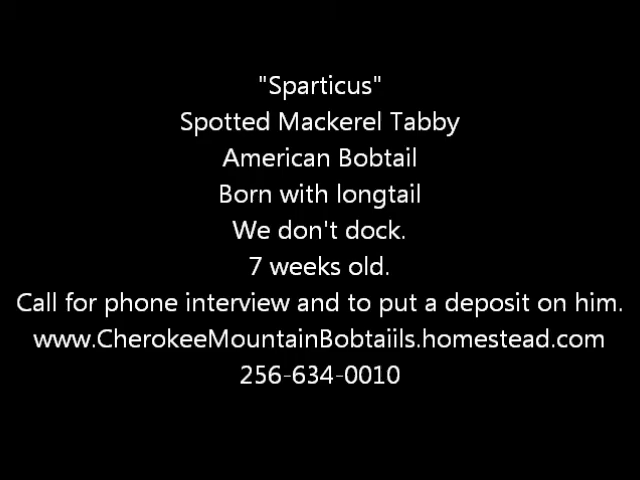 "Sparticus"
Spotted Mackerel Tabby
American Bobtail
Born with longtail
We don't dock.
7 weeks old.
Call for phone interview and to put a deposit on him.
www.CherokeeMountainBobtaiils.homestead.com
256-634-0010